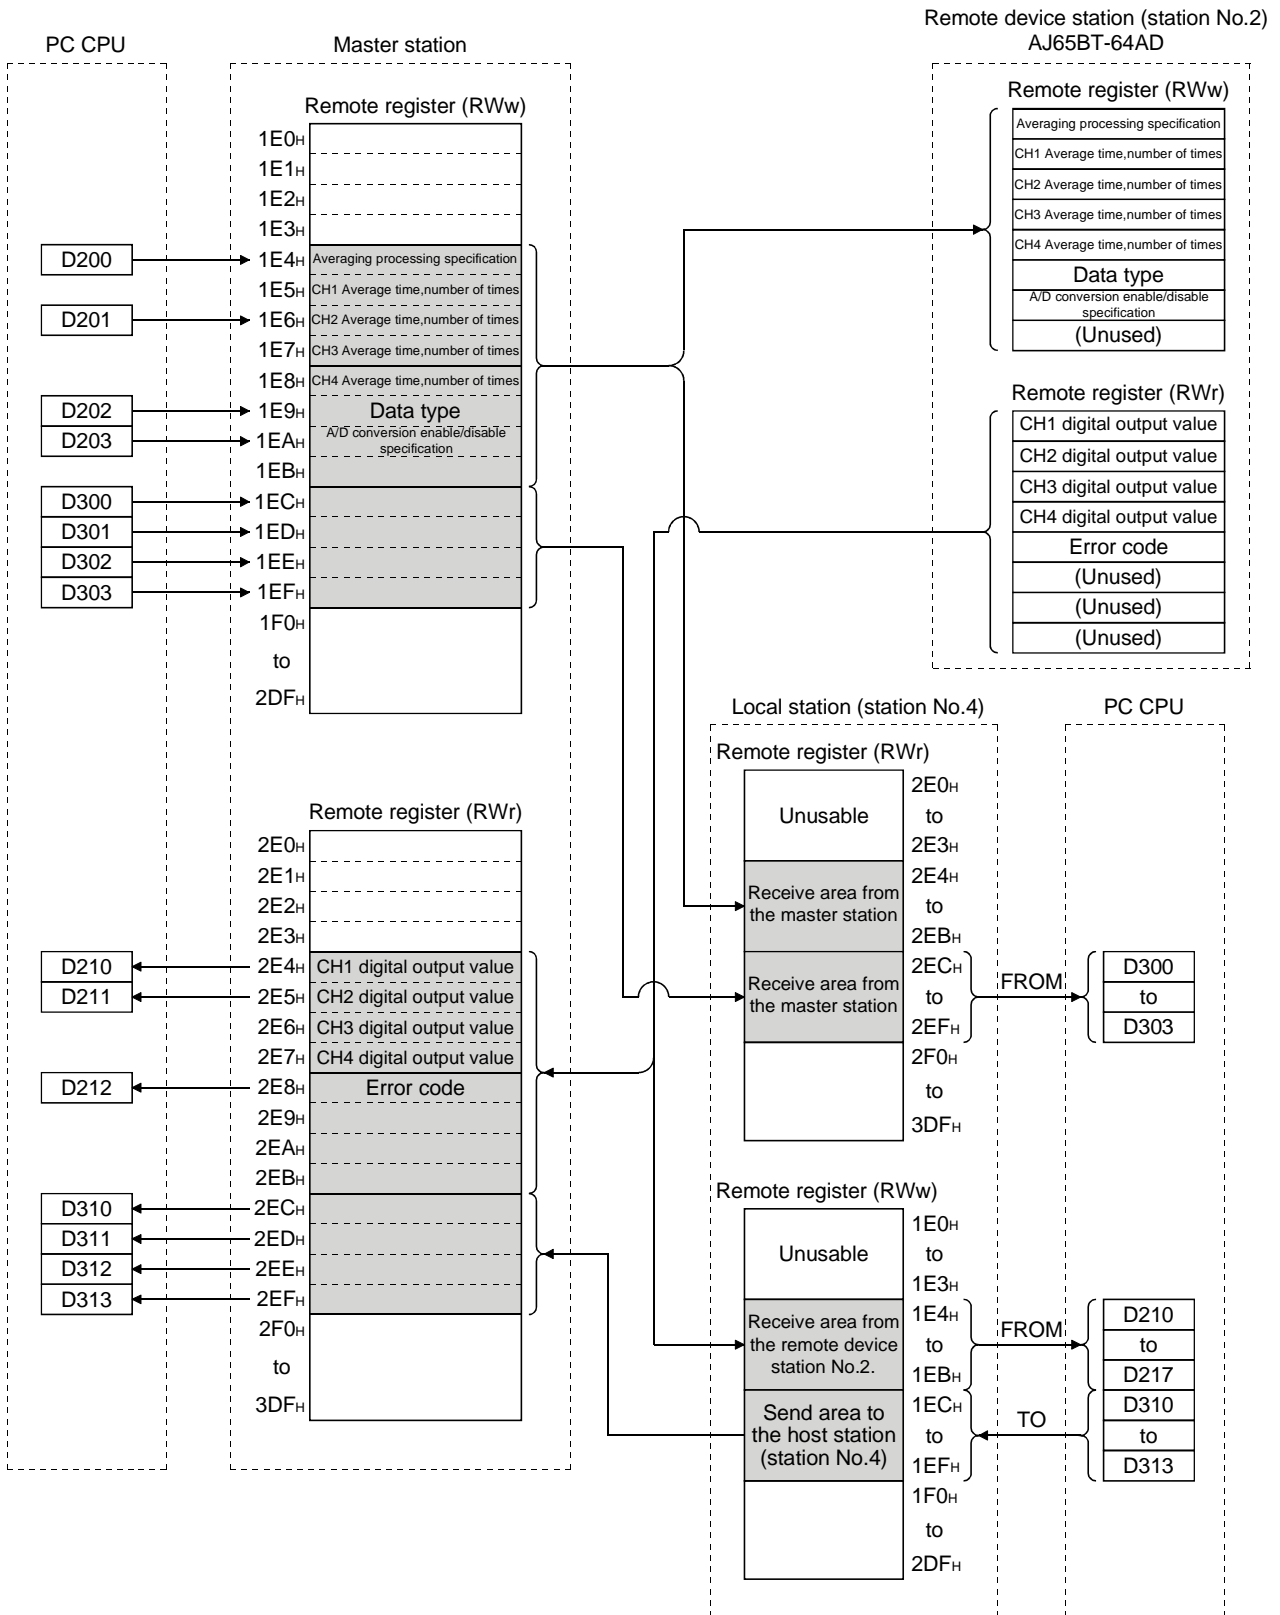 Remote device station (station No.2)
AJ65BT-64AD
PC CPU
Master station
Remote register (RWw)
1E0H
1E1H
1E2H
1E3H
D200
1E4H Averaging processing specification
1E5H CH1 Average time,number of times
D201
1E6H CH2 Average time,number of times
1E7H CH3 Average time,number of times
1E8H CH4 Average time,number of times
D202
1E9H Data type
D203
1EAH A/D conversion enable/disable
specification
1EBH
D300
1ECH
D301
1EDH
D302
1EEH
D303
1EFH
1F0H
to
2DFH
Remote register (RWw)
Averaging processing specification
CH1 Average time,number of times
CH2 Average time,number of times
CH3 Average time,number of times
CH4 Average time,number of times
Data type
A/D conversion enable/disable
specification
(Unused)
Remote register (RWr)
CH1 digital output value
CH2 digital output value
CH3 digital output value
CH4 digital output value
Error code
(Unused)
(Unused)
(Unused)
Remote register (RWr)
2E0H
2E1H
2E2H
2E3H
D210
2E4H CH1 digital output value
D211
2E5H CH2 digital output value
2E6H CH3 digital output value
2E7H CH4 digital output value
D212
2E8H Error code
2E9H
2EAH
2EBH
D310
2ECH
D311
2EDH
D312
2EEH
D313
2EFH
2F0H
to
3DFH
Local station (station No.4)
PC CPU
Remote register (RWr)
Unusable
2E0H
to
2E3H
Receive area from
the master station
2E4H
to
2EBH
Receive area from
the master station
2ECH
to
2EFH
FROM
D300
to
D303
2F0H
to
3DFH
Remote register (RWw)
Unusable
1E0H
to
1E3H
Receive area from
the remote device
station No.2.
1E4H
to
1EBH
FROM
D210
to
D217
Send area to
the host station
(station No.4)
1ECH
to
1EFH
TO
D310
to
D313
1F0H
to
2DFH